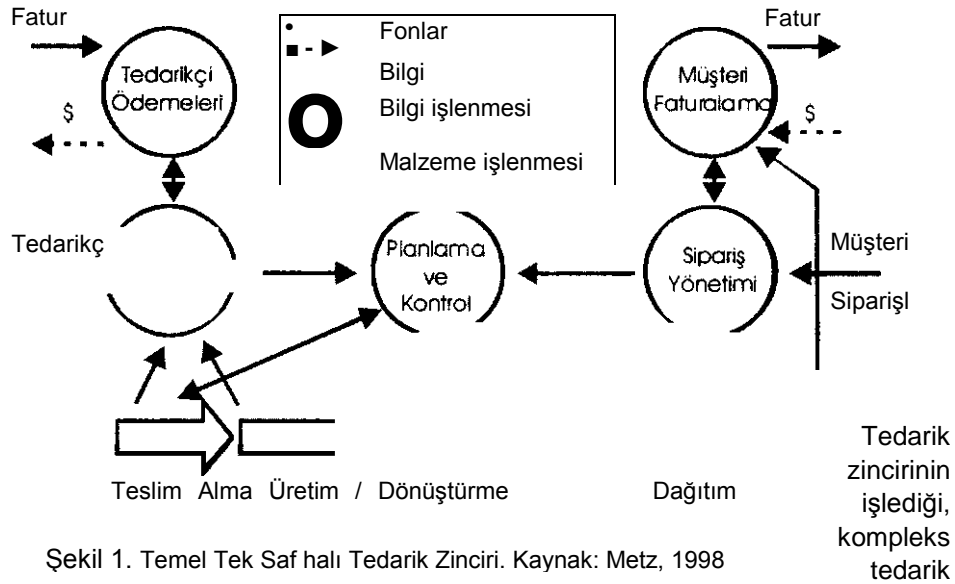 Fatur
Fatur
Fonlar
Bilgi
Bilgi işlenmesi
Malzeme işlenmesi
Tedarikçi
Ödemeleri
Müşteri
Faturalama
$
$
Tedarikç
Planlama
ve
Kontrol
Sipariş
Yönetimi
Müşteri
Siparişl
Teslim Alma Üretim / Dönüştürme Dağıtım
Tedarik
zincirinin
işlediği,
kompleks
tedarik
Şekil 1. Temel Tek Saf halı Tedarik Zinciri. Kaynak: Metz, 1998